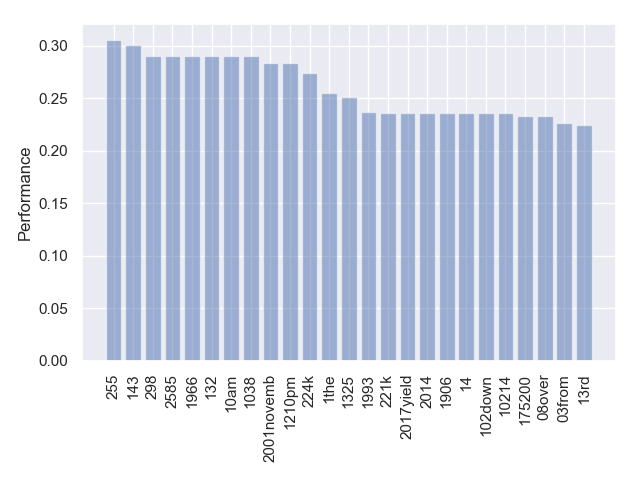 0.30
0.25
0.20
0.15
0.10
0.05
0.00
Performance
255
143
298
2585
1966
132
10am
1038
2001novemb
1210pm
224k
1the
1325
1993
221k
2017yield
2014
1906
14
102down
10214
175200
08over
03from
13rd